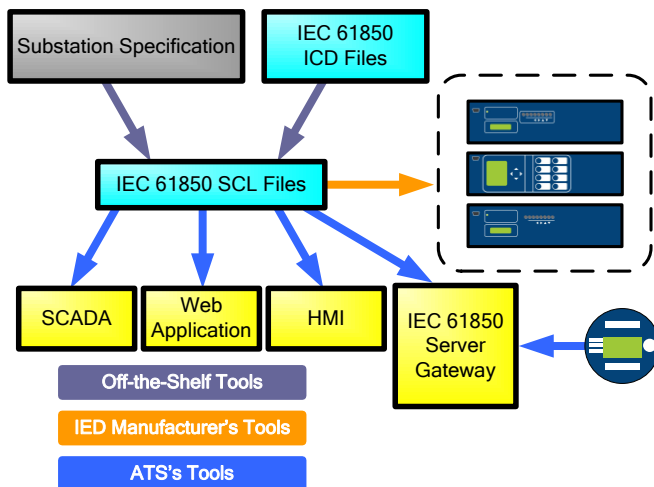 Substation Specification
IEC 61850
ICD Files
IEC 61850 SCL Files
SCADA
Web
Application
HMI
IEC 61850
Server
Gateway
Off-the-Shelf Tools
IED Manufacturer's Tools
ATS's Tools